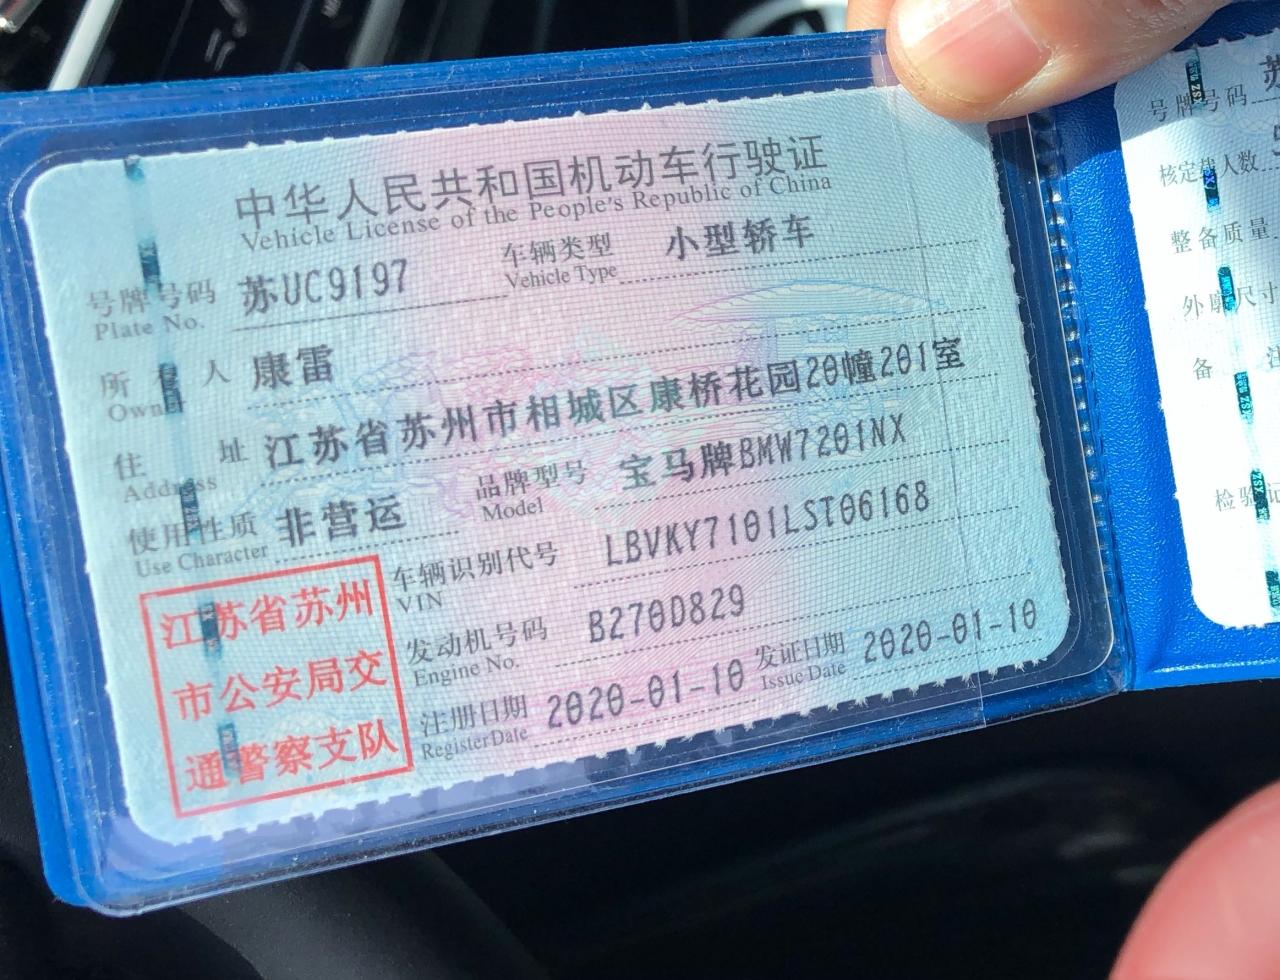 中华人民共和国机动车行驶证
Vehicle License of the People's Republic of China
号牌号码 苏UC9197 车辆类型 小型轿车
Plate No. Vehicle Type
所有人 康雷
Owner
住址 江苏省苏州市相城区康桥花园20幢201室
Address
使用性质 非营运 品牌型号 宝马牌BMW7201NX
Use Character Model
车辆识别代号 LBVKY7101LST06168
VIN
发动机号码 B270D829
Engine No.
注册日期 2020-01-10 发证日期 2020-01-10
Register Date Issue Date
江苏省苏州
市公安局交
通警察支队
号牌号码 苏
核定载人数
整备质量
外廓尺寸
备 注
检验记